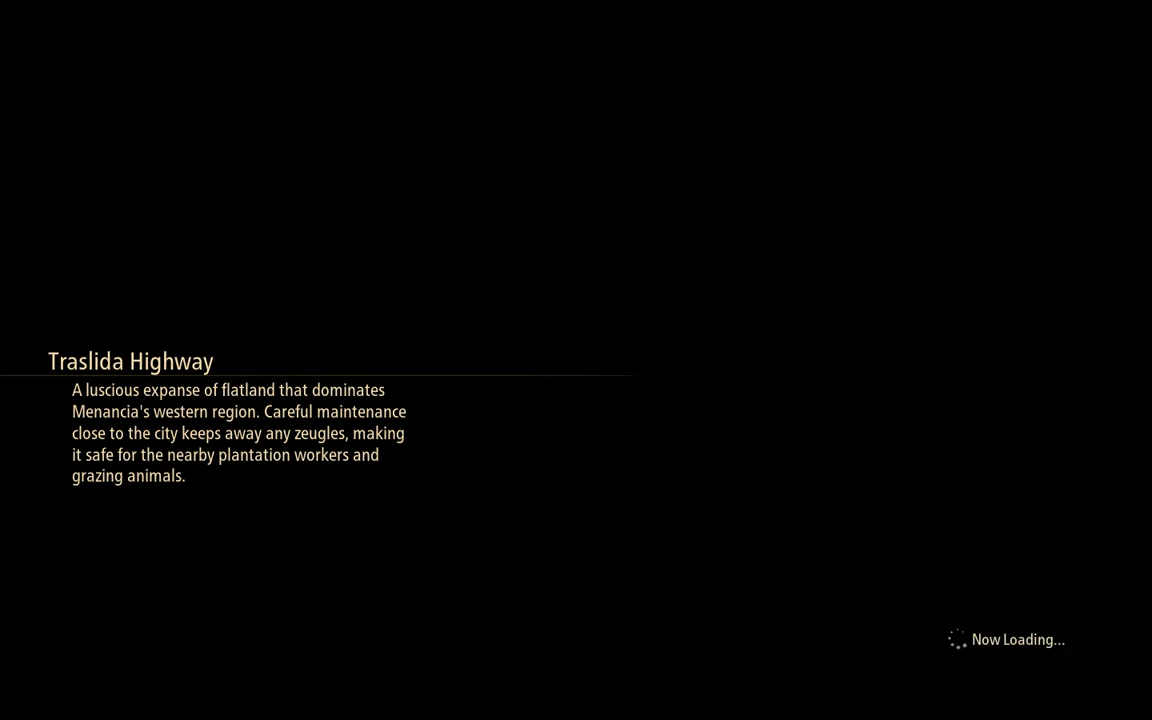 Traslida Highway
A luscious expanse of flatland that dominates
Menancia's western region. Careful maintenance
close to the city keeps away any zeugles, making
it safe for the nearby plantation workers and
grazing animals.
Now Loading...